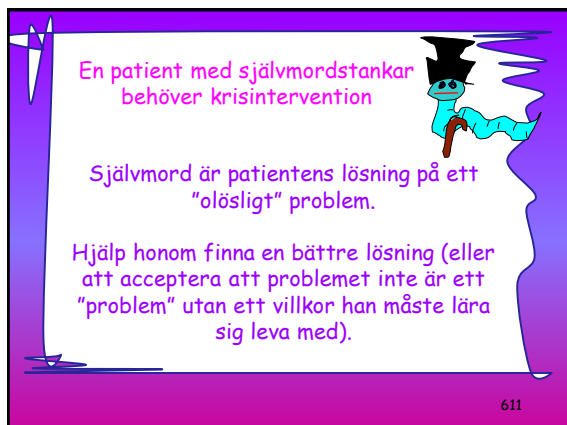 En patient med självmordstankar
behöver krisintervention
Självmord är patientens lösning på ett
”olösligt” problem.
Hjälp honom finna en bättre lösning (eller
att acceptera att problemet inte är ett
”problem” utan ett villkor han måste lära
sig leva med).
611